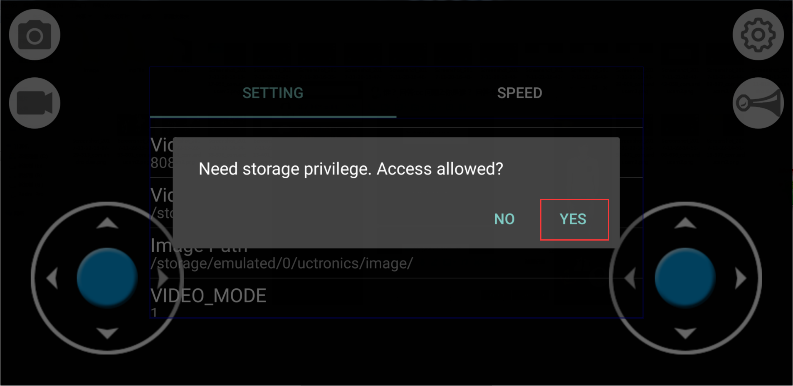 SETTING
SPEED
Vid
808
Need storage privilege. Access allowed?
Vid
/sto
NO
YES
Image Path
/storage/emulated/0/uctronics/image/
VIDEO_MODE
1